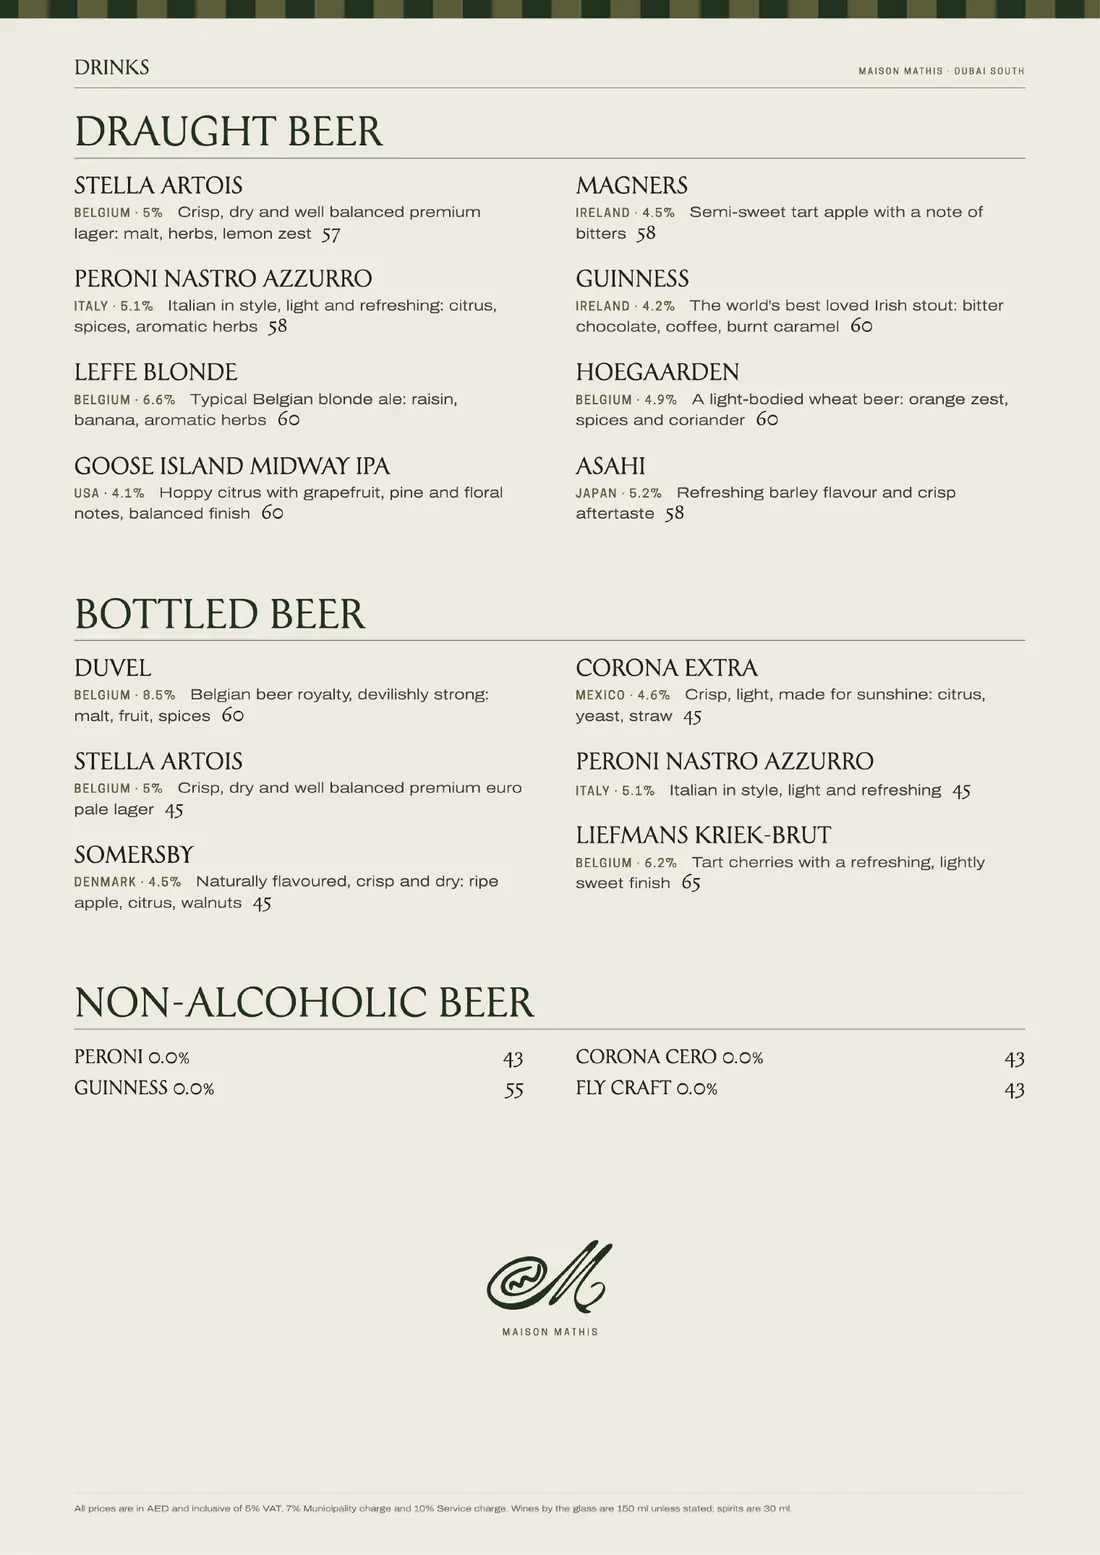 DRINKS
MAISON MATHIS · DUBAI SOUTH
DRAUGHT BEER
STELLA ARTOIS
BELGIUM · 5% Crisp, dry and well balanced premium
lager: malt, herbs, lemon zest 57
PERONI NASTRO AZZURRO
ITALY · 5.1% Italian in style, light and refreshing: citrus,
spices, aromatic herbs 58
LEFFE BLONDE
BELGIUM · 6.6% Typical Belgian blonde ale: raisin,
banana, aromatic herbs 60
GOOSE ISLAND MIDWAY IPA
USA · 4.1% Hoppy citrus with grapefruit, pine and floral
notes, balanced finish 60
MAGNERS
IRELAND · 4.5% Semi-sweet tart apple with a note of
bitters 58
GUINNESS
IRELAND · 4.2% The world's best loved Irish stout: bitter
chocolate, coffee, burnt caramel 60
HOEGAARDEN
BELGIUM · 4.9% A light-bodied wheat beer: orange zest,
spices and coriander 60
ASAHI
JAPAN · 5.2% Refreshing barley flavour and crisp
aftertaste 58
BOTTLED BEER
DUVEL
BELGIUM · 8.5% Belgian beer royalty, devilishly strong:
malt, fruit, spices 60
STELLA ARTOIS
BELGIUM · 5% Crisp, dry and well balanced premium euro
pale lager 45
SOMERSBY
DENMARK · 4.5% Naturally flavoured, crisp and dry: ripe
apple, citrus, walnuts 45
CORONA EXTRA
MEXICO · 4.6% Crisp, light, made for sunshine: citrus,
yeast, straw 45
PERONI NASTRO AZZURRO
ITALY · 5.1% Italian in style, light and refreshing 45
LIEFMANS KRIEK-BRUT
BELGIUM · 6.2% Tart cherries with a refreshing, lightly
sweet finish 65
NON-ALCOHOLIC BEER
PERONI 0.0% 43
GUINNESS 0.0% 55
CORONA CERO 0.0% 43
FLY CRAFT 0.0% 43
M
MAISON MATHIS
All prices are in AED and inclusive of 5% VAT, 7% Municipality charge and 10% Service charge. Wines by the glass are 150 ml unless stated; spirits are 30 ml.